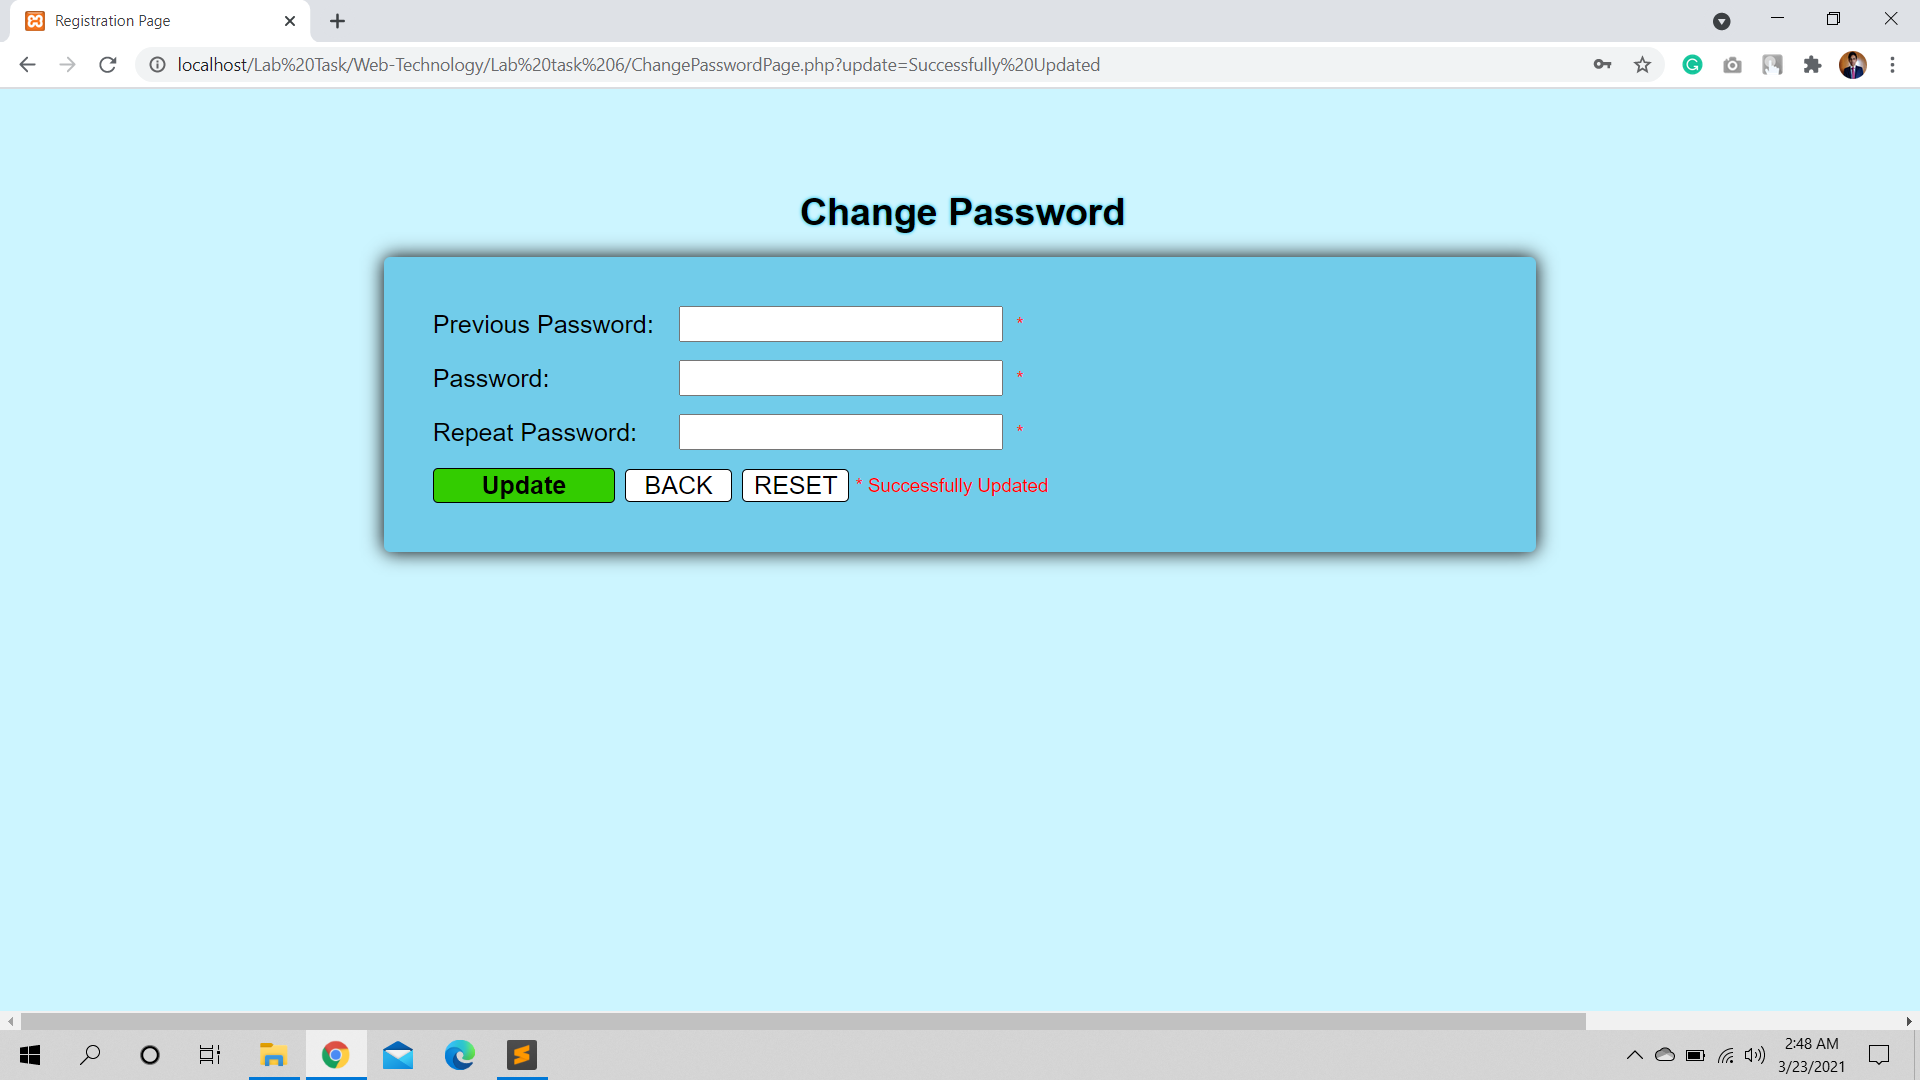 Registration Page
localhost/Lab%20Task/Web-Technology/Lab%20task%206/ChangePasswordPage.php?update=Successfully%20Updated
Change Password
Previous Password: *
Password: *
Repeat Password: *
Update BACK RESET * Successfully Updated
2:48 AM
3/23/2021